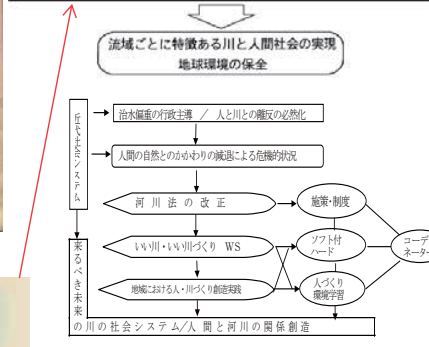 流域ごとに特徴ある川と人間社会の実現
地球環境の保全
近代社会システム
治水偏重の行政主導 / 人と川との離反の必然化
人間の自然とのかかわりの減退による危機的状況
河川法の改正
施策・制度
いい川・いい川づくり WS
ソフト付
ハード
コーデ
ネーター
地域における人・川づくり創造実践
人づくり
環境学習
来るべき未来
の川の社会システム/人間と河川の関係創造